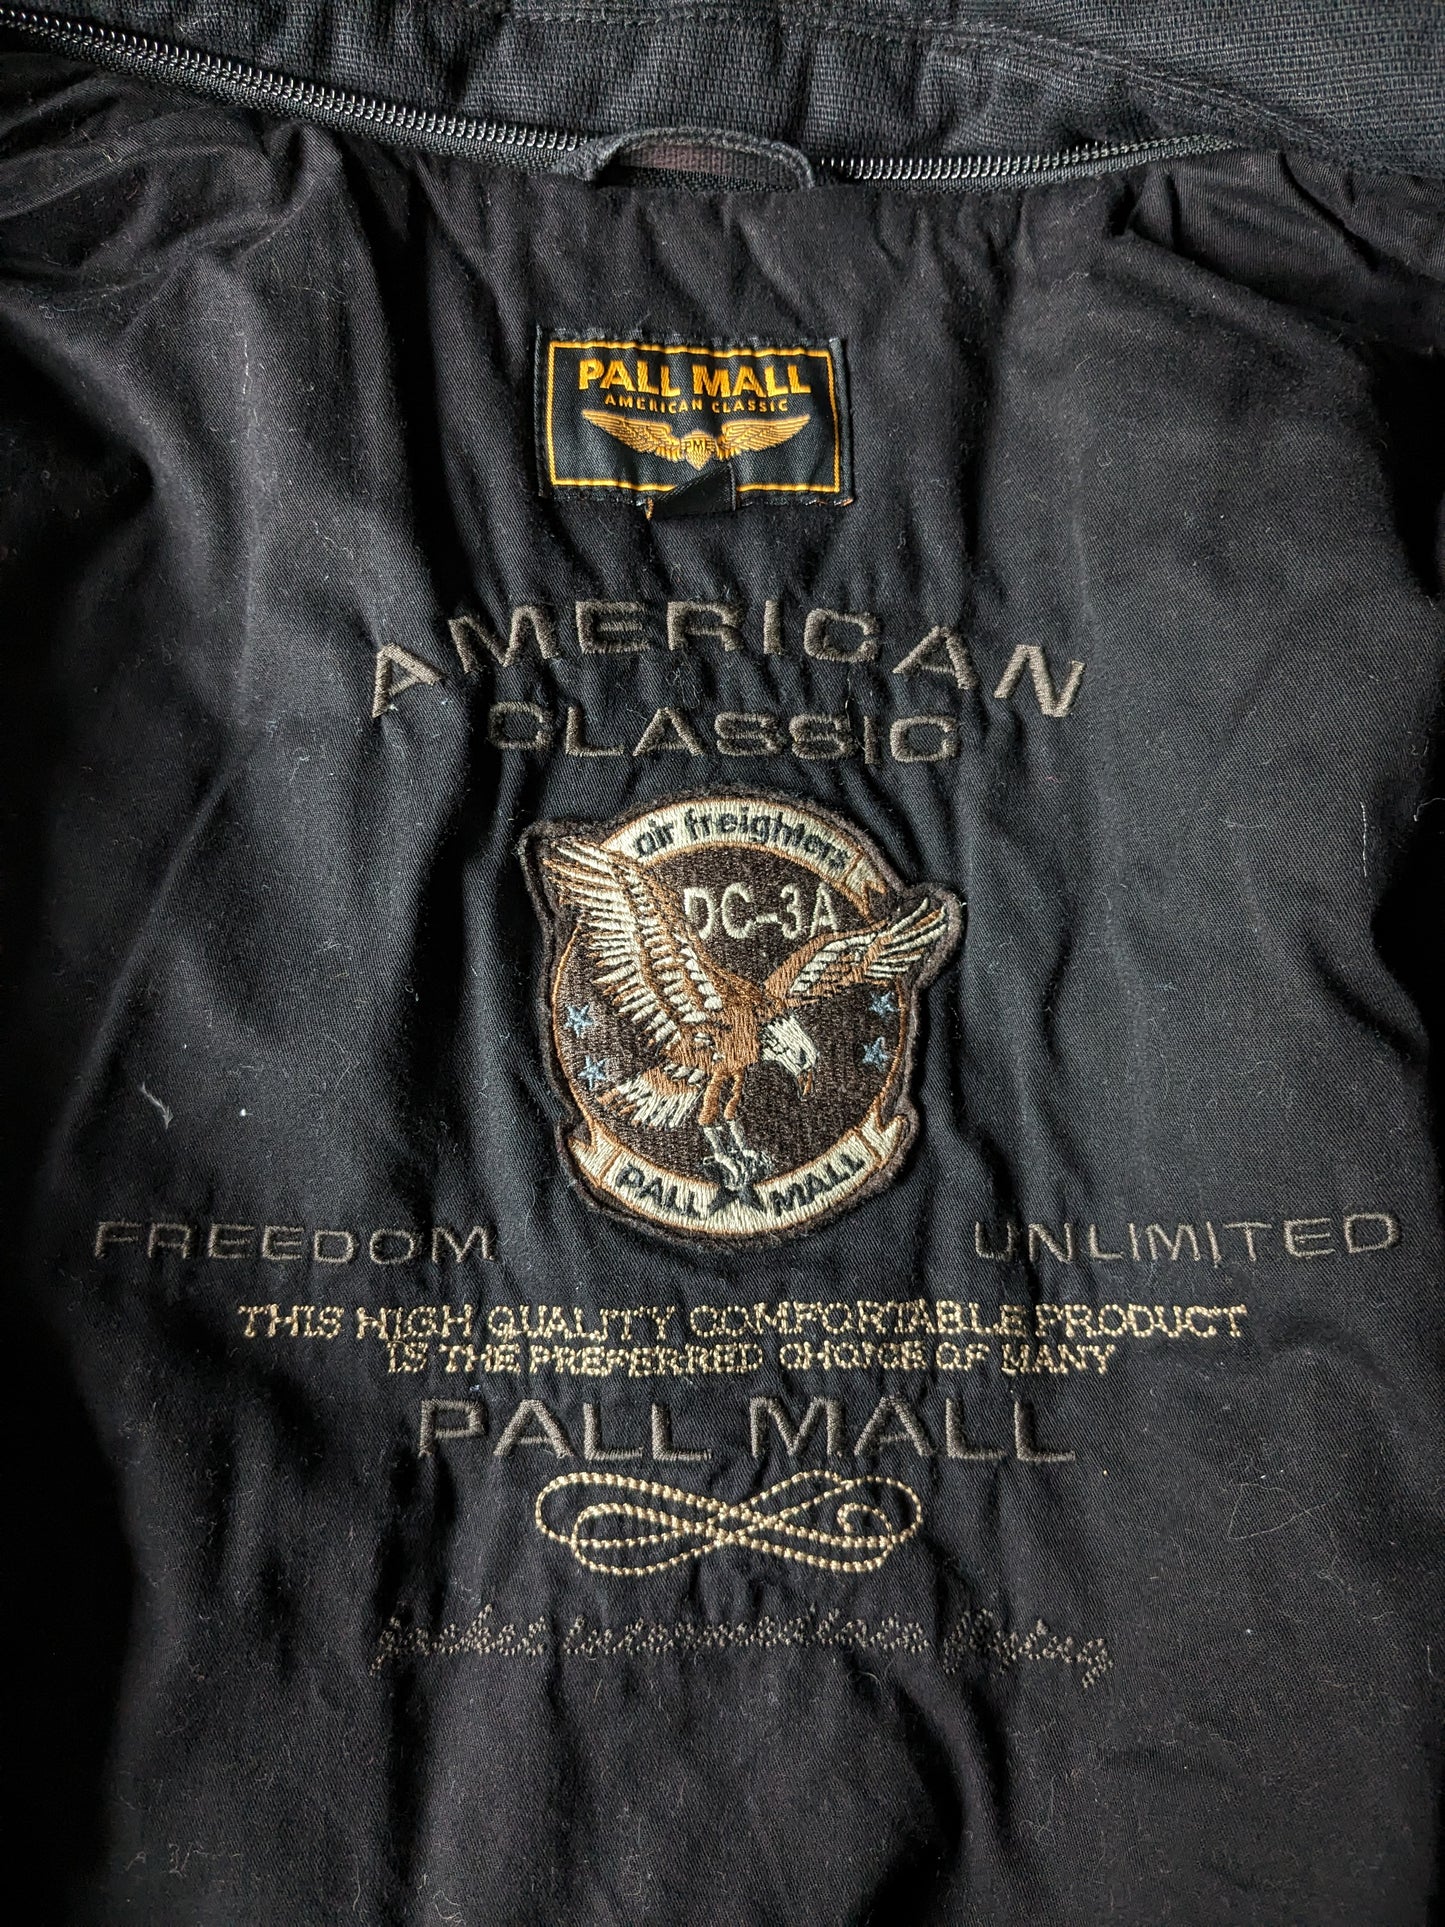 PALL MALL
AMERICAN CLASSIC
PME
AMERICAN
CLASSIC
air freighters
DC-3A
PALL MALL
FREEDOM UNLIMITED
THIS HIGH QUALITY COMFORTABLE PRODUCT
IS THE PREFERRED CHOICE OF MANY
PALL MALL